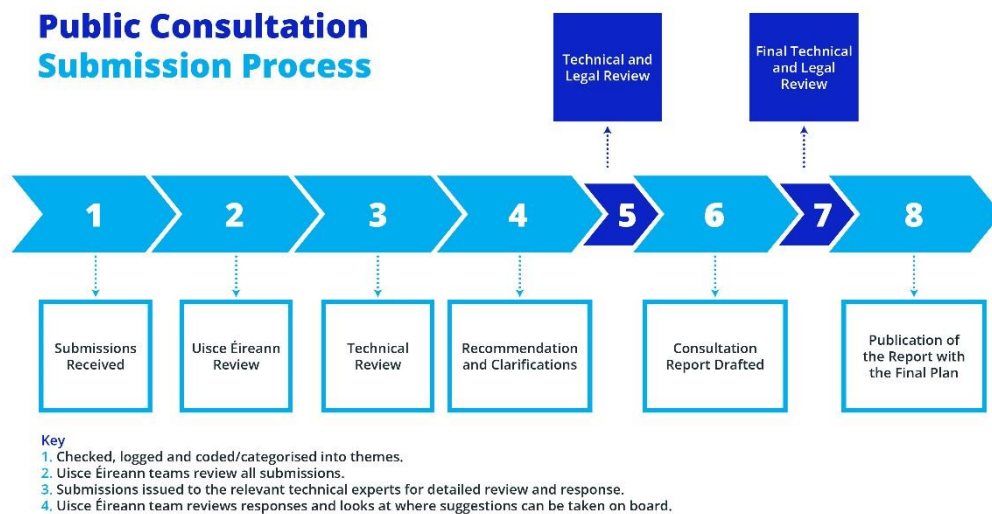 Public Consultation
Submission Process
Technical and
Legal Review
Final Technical
and Legal
Review
1
2
3
4
5
6
7
8
Submissions
Received
Uisce Éireann
Review
Technical
Review
Recommendation
and Clarifications
Consultation
Report Drafted
Publication of
the Report with
the Final Plan
Key
1. Checked, logged and coded/categorised into themes.
2. Uisce Éireann teams review all submissions.
3. Submissions issued to the relevant technical experts for detailed review and response.
4. Uisce Éireann team reviews responses and looks at where suggestions can be taken on board.